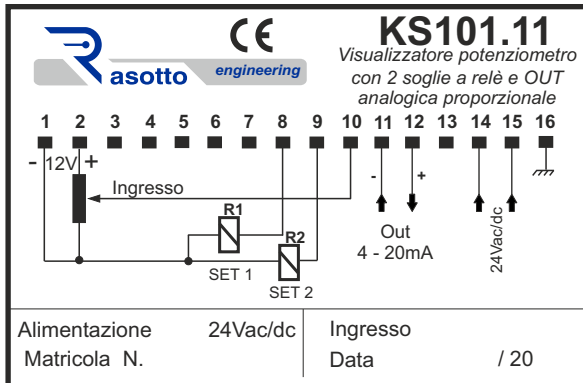 Rasotto
engineering
CE
KS101.11
Visualizzatore potenziometro
con 2 soglie a relè e OUT
analogica proporzionale
1 2 3 4 5 6 7 8 9 10 11 12 13 14 15 16
- 12V +
Ingresso
R1
SET 1
R2
SET 2
- +
Out
4 - 20mA
24Vac/dc
Alimentazione 24Vac/dc
Matricola N.
Ingresso
Data / 20